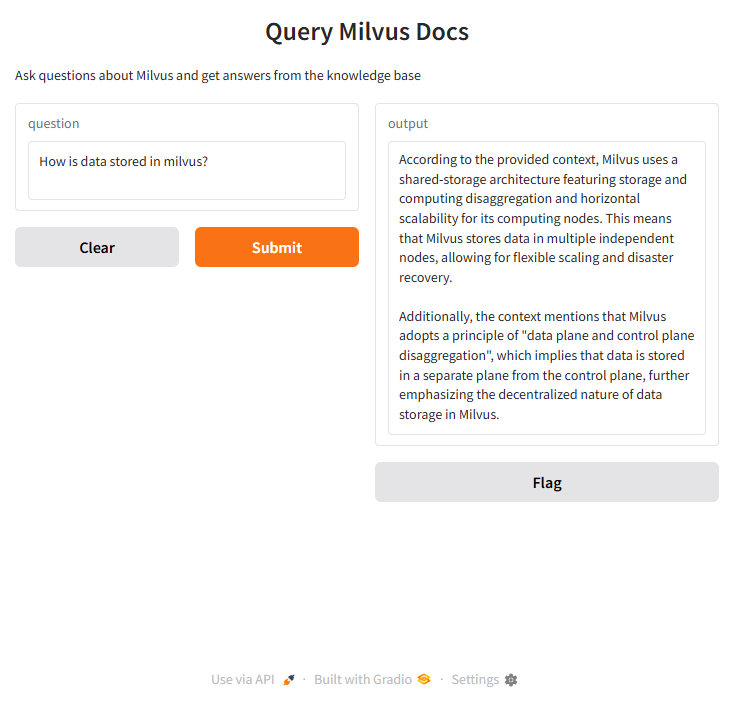 Query Milvus Docs
Ask questions about Milvus and get answers from the knowledge base
question
How is data stored in milvus?
Clear
Submit
output
According to the provided context, Milvus uses a
shared-storage architecture featuring storage and
computing disaggregation and horizontal
scalability for its computing nodes. This means
that Milvus stores data in multiple independent
nodes, allowing for flexible scaling and disaster
recovery.
Additionally, the context mentions that Milvus
adopts a principle of "data plane and control plane
disaggregation", which implies that data is stored
in a separate plane from the control plane, further
emphasizing the decentralized nature of data
storage in Milvus.
Flag
Use via API · Built with Gradio · Settings